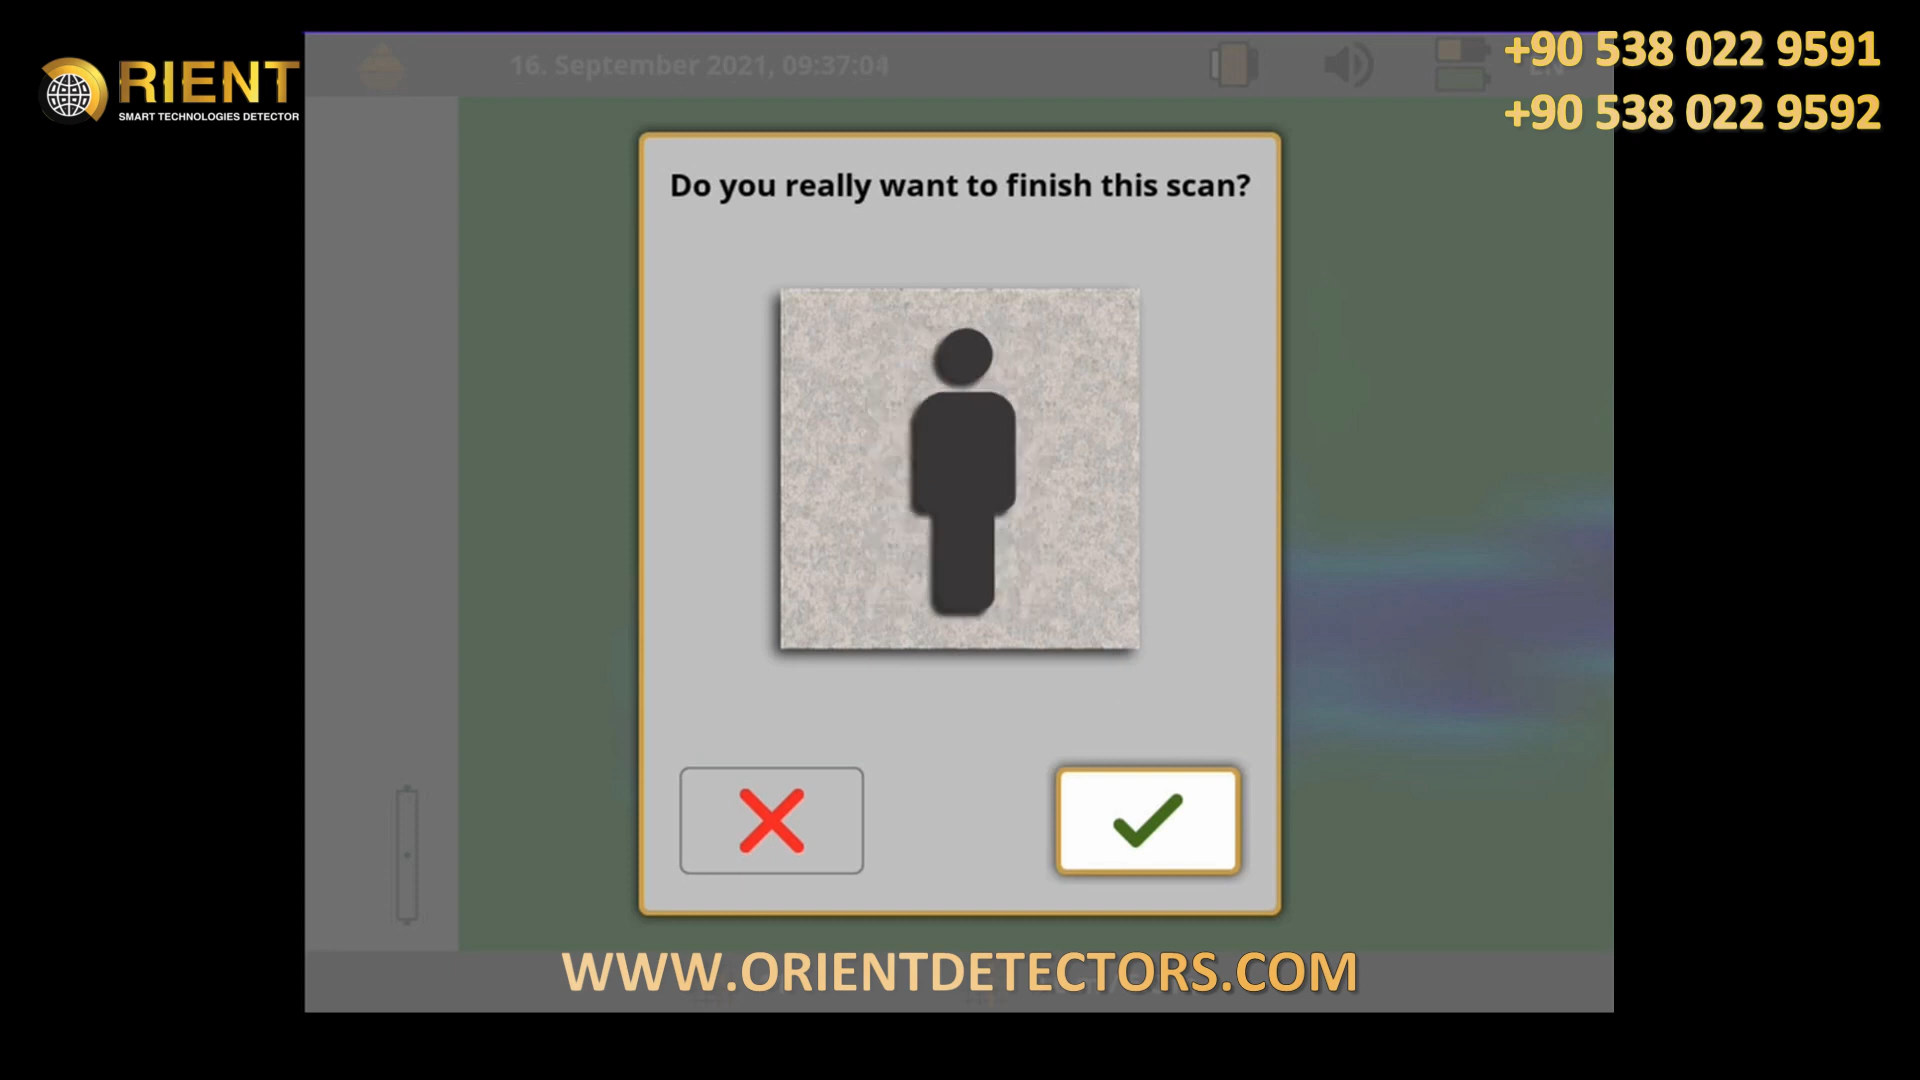 RIENT
SMART TECHNOLOGIES DETECTOR
16. September 2021, 09:37:04
EN
+90 538 022 9591
+90 538 022 9592
Do you really want to finish this scan?
WWW.ORIENTDETECTORS.COM